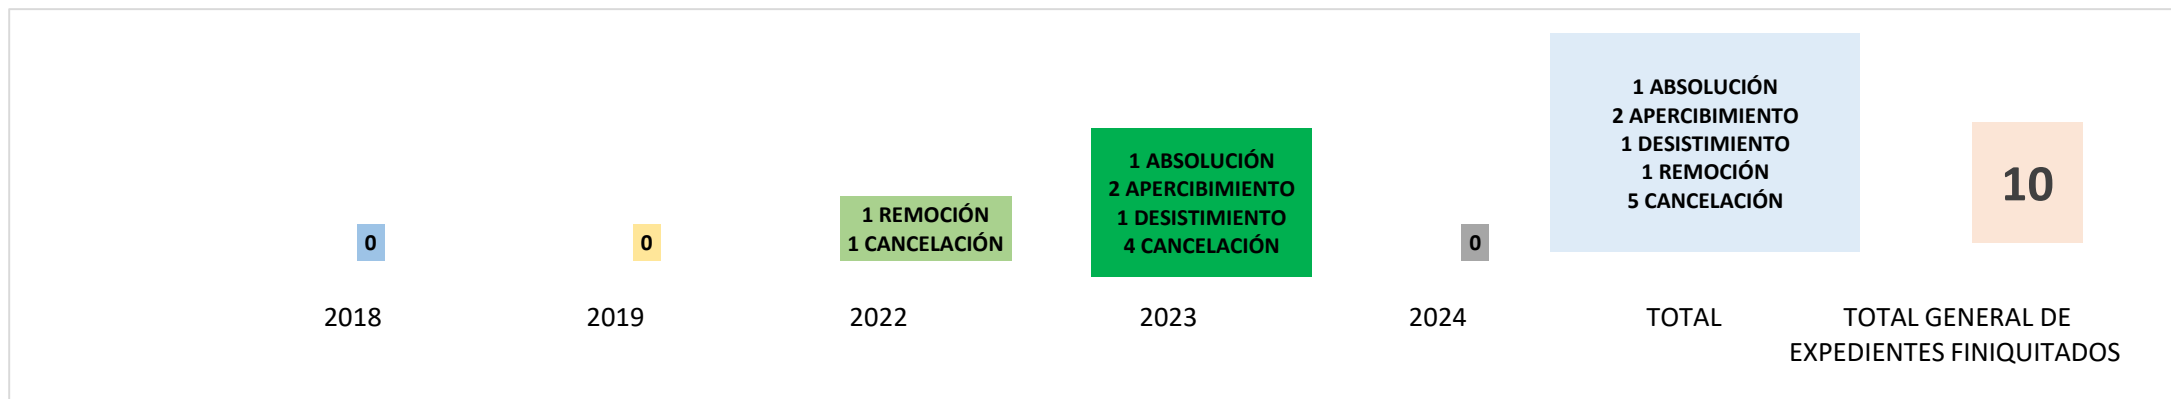 0
0
1 REMOCIÓN
1 CANCELACIÓN
1 ABSOLUCIÓN
2 APERCIBIMIENTO
1 DESISTIMIENTO
4 CANCELACIÓN
0
1 ABSOLUCIÓN
2 APERCIBIMIENTO
1 DESISTIMIENTO
1 REMOCIÓN
5 CANCELACIÓN
10
2018
2019
2022
2023
2024
TOTAL
TOTAL GENERAL DE
EXPEDIENTES FINIQUITADOS